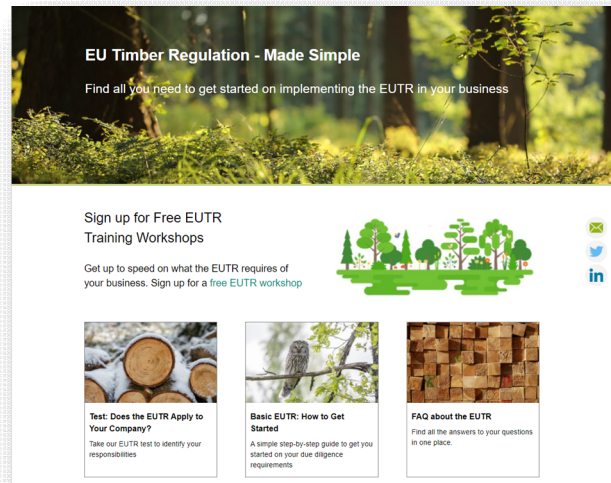 EU Timber Regulation - Made Simple
Find all you need to get started on implementing the EUTR in your business
Sign up for Free EUTR
Training Workshops
Get up to speed on what the EUTR requires of
your business. Sign up for a free EUTR workshop
in
Test: Does the EUTR Apply to
Your Company?
Take our EUTR test to identify your
responsibilities
Basic EUTR: How to Get
Started
A simple step-by-step guide to get you
started on your due diligence
requirements
FAQ about the EUTR
Find all the answers to your questions
in one place.